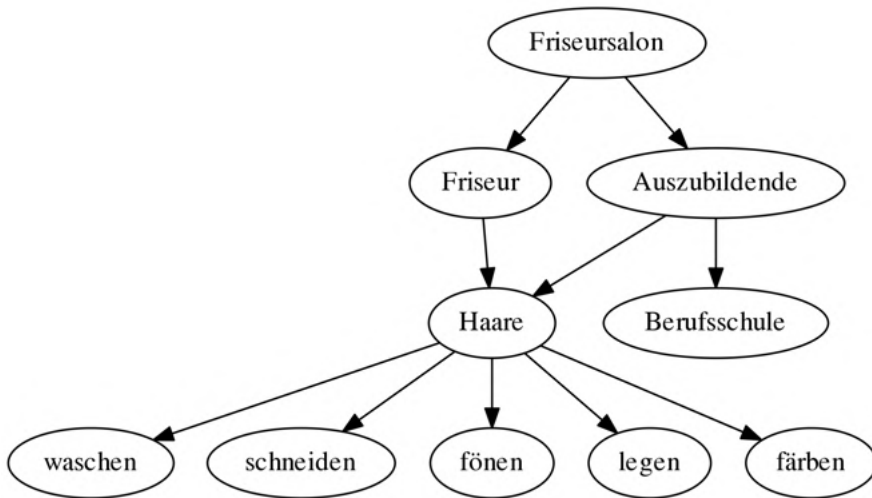 Friseursalon
Friseur
Auszubildende
Haare
Berufsschule
waschen
schneiden
fönen
legen
färben